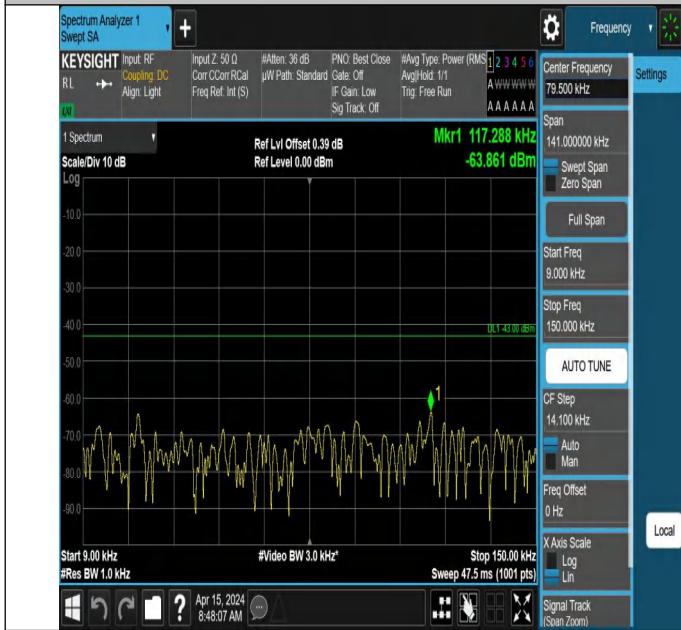 Spectrum Analyzer 1
Swept SA
+
Frequency
KEYSIGHT
RL
Input: RF
Coupling: DC
Align: Light
Input Z: 50 Ω
Corr CCorr RCal
Freq Ref: Int (S)
#Atten: 36 dB
µW Path: Standard
PNO: Best Close
Gate: Off
IF Gain: Low
Sig Track: Off
#Avg Type: Power (RMS
Avg|Hold: 1/1
Trig: Free Run
1 2 3 4 5 6
A W W W W W
A A A A A A
1 Spectrum
Scale/Div 10 dB
Log
Ref Lvl Offset 0.39 dB
Ref Level 0.00 dBm
Mkr1 117.288 kHz
-63.861 dBm
-10.0
-20.0
-30.0
-40.0
-50.0
-60.0
-70.0
-80.0
-90.0
DL1 -43.00 dBm
1
Start 9.00 kHz
#Res BW 1.0 kHz
#Video BW 3.0 kHz*
Stop 150.00 kHz
Sweep 47.5 ms (1001 pts)
Center Frequency
79.500 kHz
Settings
Span
141.000000 kHz
Swept Span
Zero Span
Full Span
Start Freq
9.000 kHz
Stop Freq
150.000 kHz
AUTO TUNE
CF Step
14.100 kHz
Auto
Man
Freq Offset
0 Hz
X Axis Scale
Log
Lin
Local
Signal Track
(Span Zoom)
?
Apr 15, 2024
8:48:07 AM